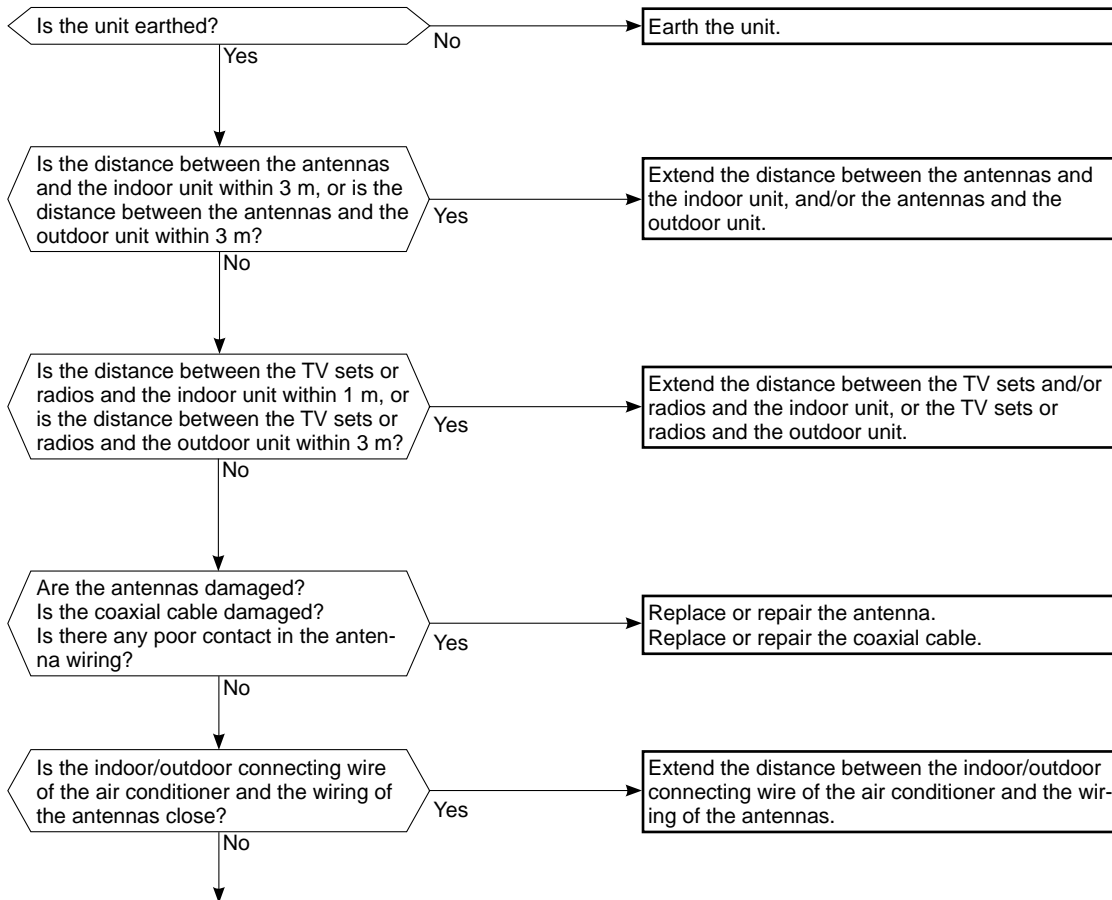 Is the unit earthed?
No
Earth the unit.
Yes
Is the distance between the antennas
and the indoor unit within 3 m, or is the
distance between the antennas and the
outdoor unit within 3 m?
Yes
Extend the distance between the antennas and
the indoor unit, and/or the antennas and the
outdoor unit.
No
Is the distance between the TV sets or
radios and the indoor unit within 1 m, or
is the distance between the TV sets or
radios and the outdoor unit within 3 m?
Yes
Extend the distance between the TV sets and/or
radios and the indoor unit, or the TV sets or
radios and the outdoor unit.
No
Are the antennas damaged?
Is the coaxial cable damaged?
Is there any poor contact in the anten-
na wiring?
Yes
Replace or repair the antenna.
Replace or repair the coaxial cable.
No
Is the indoor/outdoor connecting wire
of the air conditioner and the wiring of
the antennas close?
Yes
Extend the distance between the indoor/outdoor
connecting wire of the air conditioner and the wir-
ing of the antennas.
No